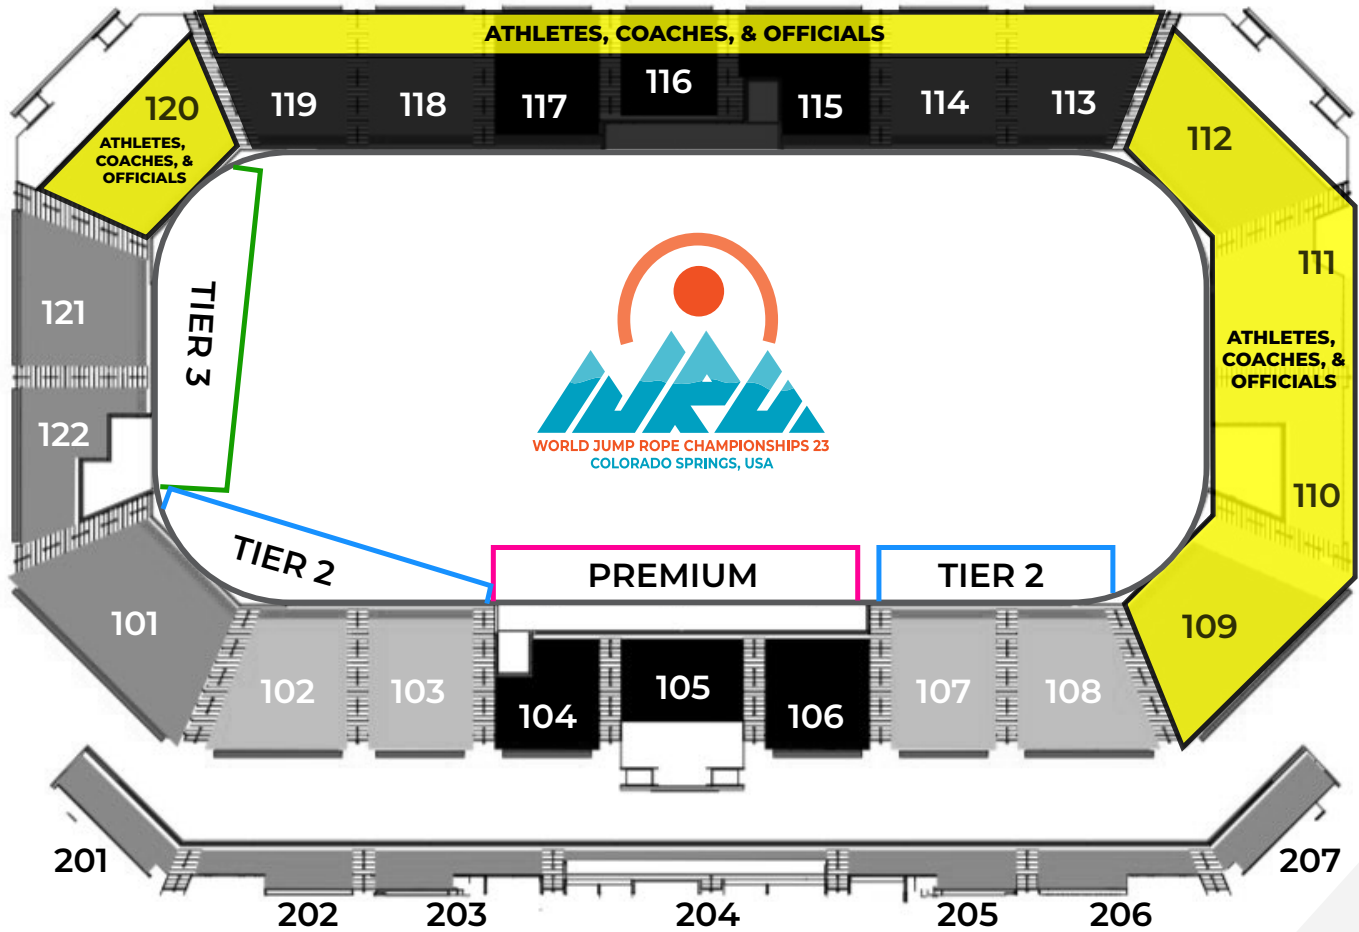 ATHLETES, COACHES, & OFFICIALS
120
ATHLETES,
COACHES, &
OFFICIALS
119
118
117
116
115
114
113
112
111
ATHLETES,
COACHES, &
OFFICIALS
110
109
121
122
TIER 3
WORLD JUMP ROPE CHAMPIONSHIPS 23
COLORADO SPRINGS, USA
TIER 2
PREMIUM
TIER 2
101
102
103
104
105
106
107
108
201
202
203
204
205
206
207